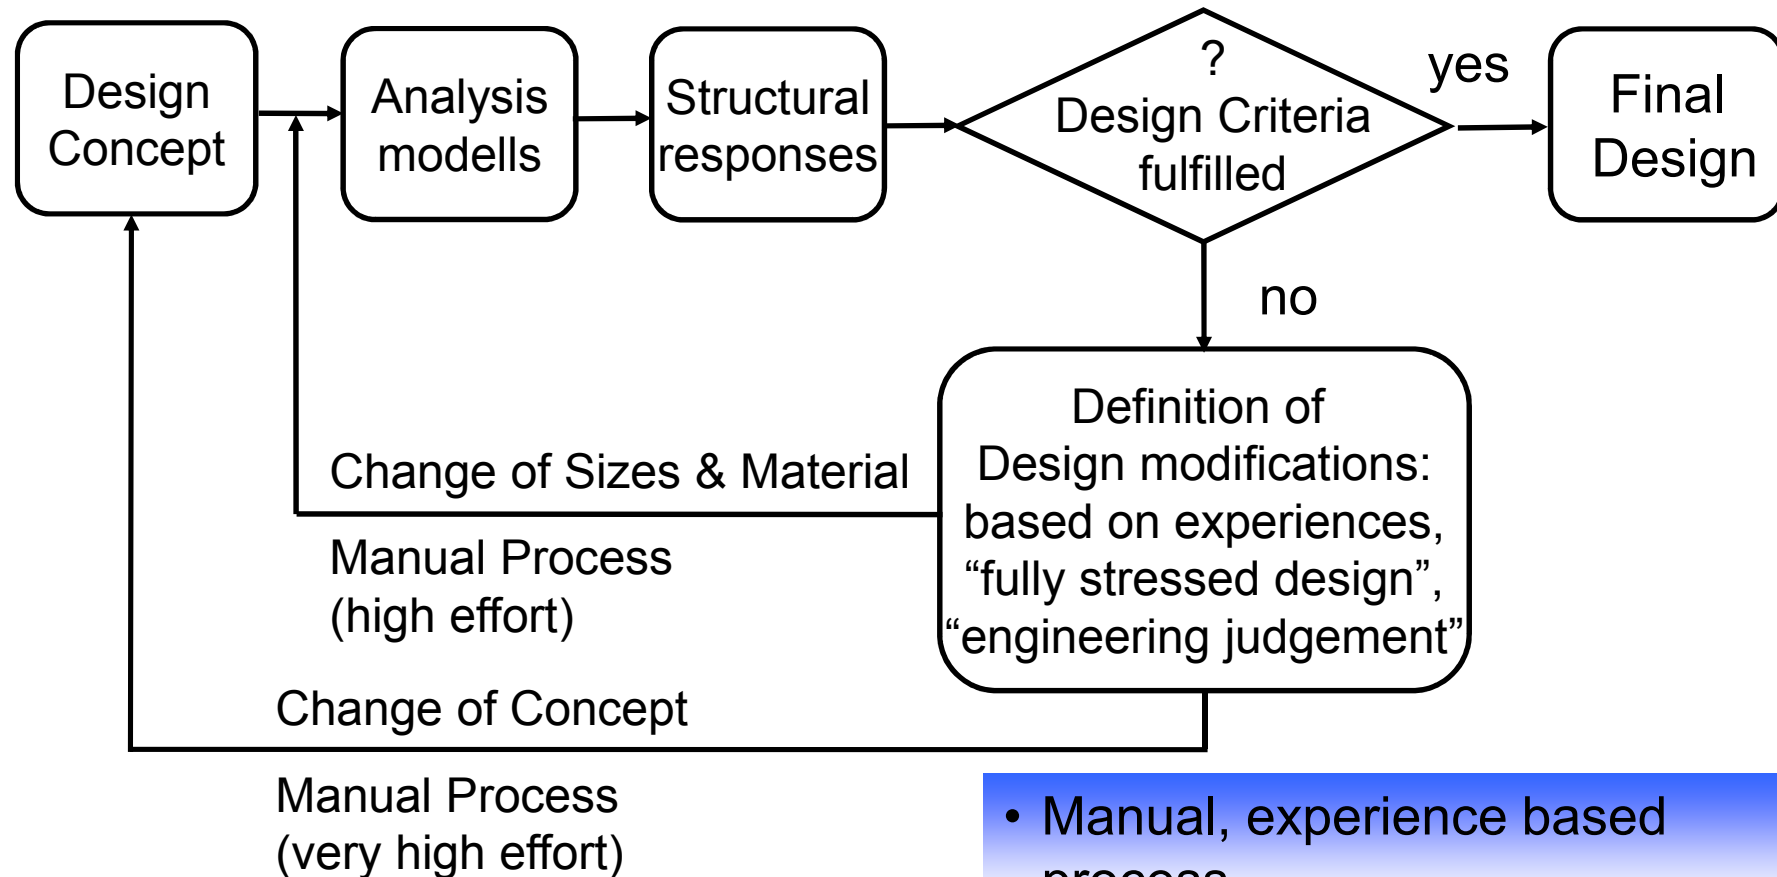 Design
Concept
Analysis
modells
Structural
responses
?
Design Criteria
fulfilled
yes
Final
Design
no
Definition of
Design modifications:
based on experiences,
“fully stressed design”,
“engineering judgement”
Change of Sizes & Material
Manual Process
(high effort)
Change of Concept
Manual Process
(very high effort)
• Manual, experience based
process